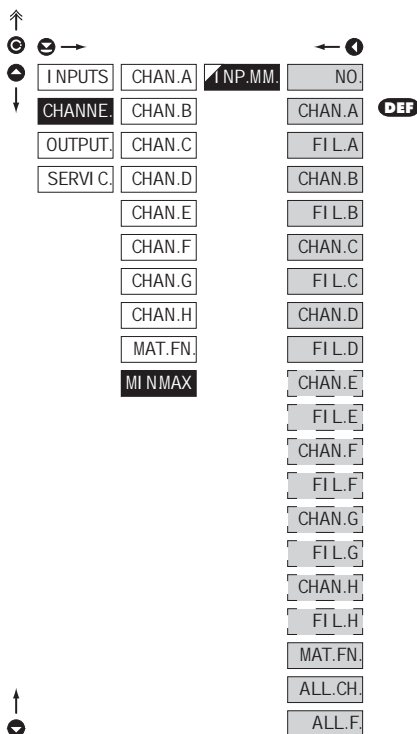 INPUTS CHAN.A INP.MM. NO.
CHANNE. CHAN.B CHAN.A DEF
OUTPUT. CHAN.C FIL.A
SERVIC. CHAN.D CHAN.B
CHAN.E FIL.B
CHAN.F CHAN.C
CHAN.G FIL.C
CHAN.H CHAN.D
MAT.FN. FIL.D
MINMAX CHAN.E
FIL.E
CHAN.F
FIL.F
CHAN.G
FIL.G
CHAN.H
FIL.H
MAT.FN.
ALL.CH.
ALL.F.